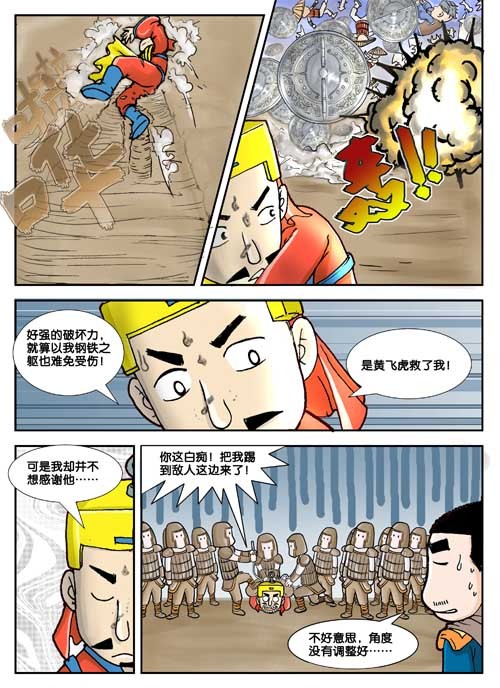 哗
啦
轰!!
好强的破坏力，
就算以我钢铁之
躯也难免受伤！
是黄飞虎救了我！
可是我却并不
想感谢他……
你这白痴！把我踢
到敌人这边来了！
不好意思，角度
没有调整好……